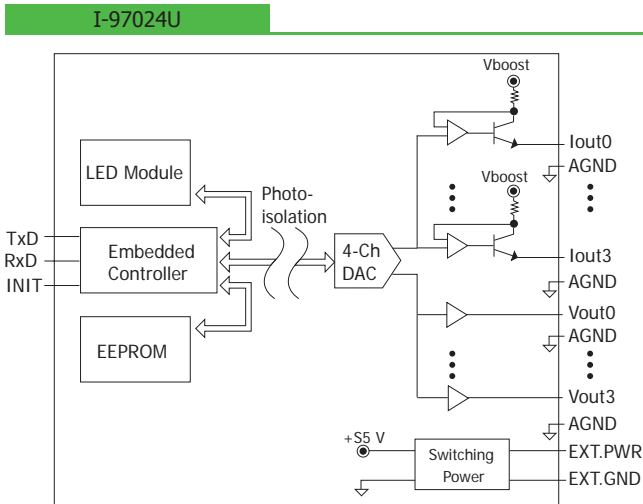 I-97024U
Vboost
Iout0
AGND
LED Module
Photo-
isolation
Vboost
TxD
RxD
INIT
Embedded
Controller
4-Ch
DAC
Iout3
AGND
Vout0
AGND
EEPROM
Vout3
AGND
+S5 V
Switching
Power
EXT.PWR
EXT.GND